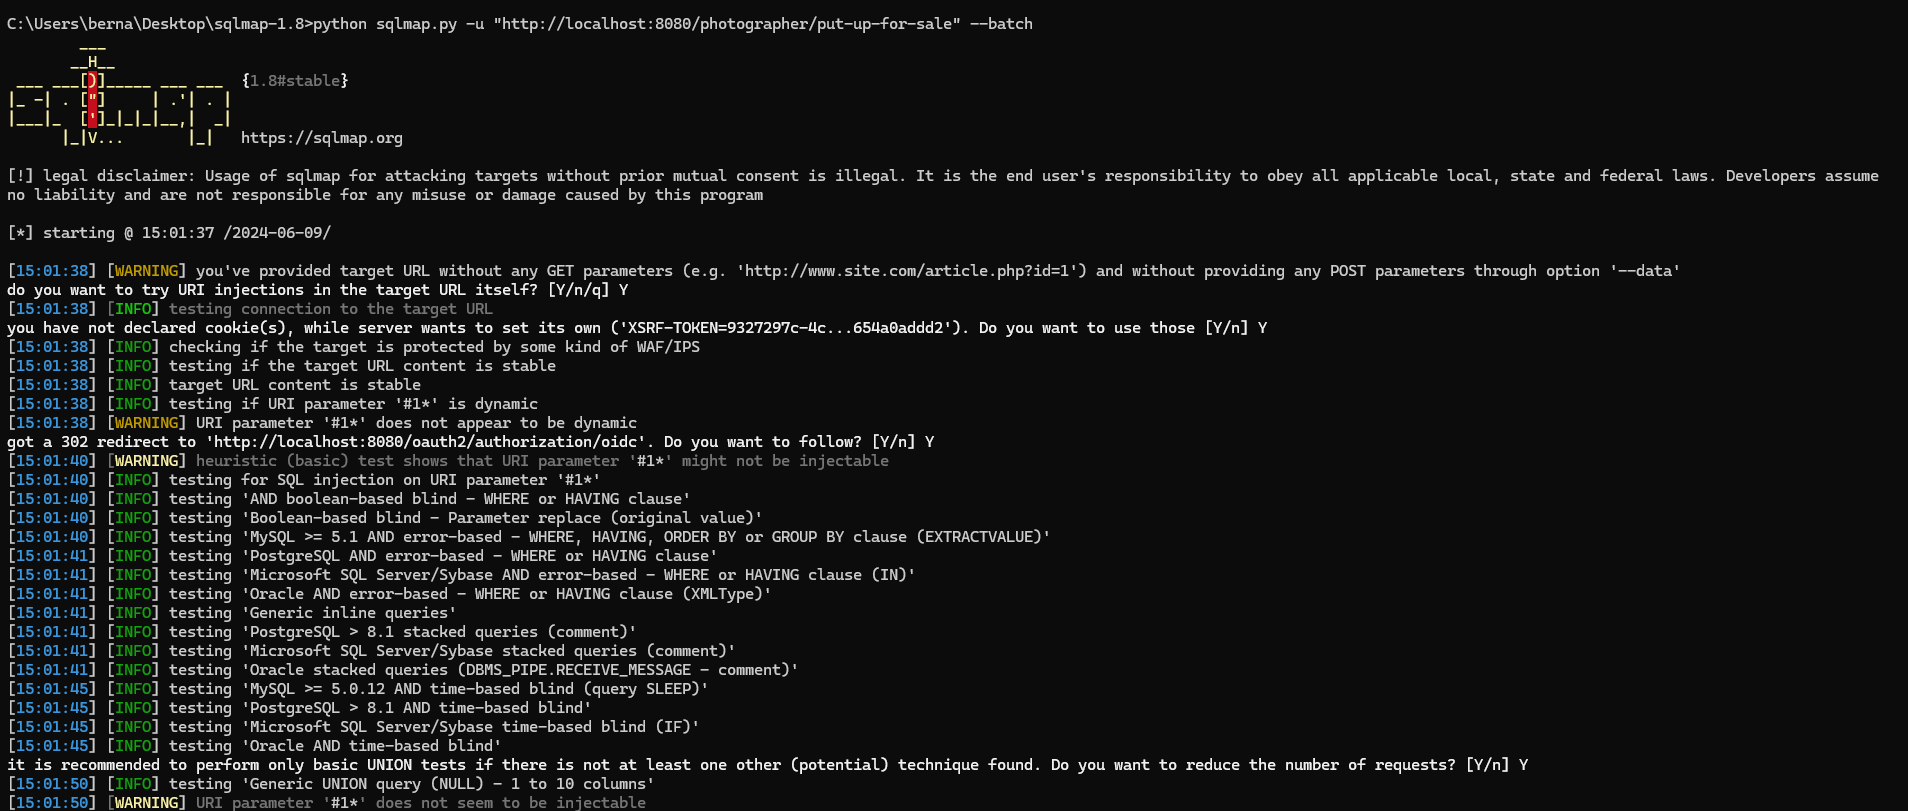 C:\Users\berna\Desktop\sqlmap-1.8>python sqlmap.py -u "http://localhost:8080/photographer/put-up-for-sale" --batch
        ___
       __H__
 ___ ___[)]_____ ___ ___  {1.8#stable}
|_ -| . ["]     | .'| . |
|___|_  [']_|_|_|__,|  _|
      |_|V...       |_|   https://sqlmap.org
[!] legal disclaimer: Usage of sqlmap for attacking targets without prior mutual consent is illegal. It is the end user's responsibility to obey all applicable local, state and federal laws. Developers assume
no liability and are not responsible for any misuse or damage caused by this program
[*] starting @ 15:01:37 /2024-06-09/
[15:01:38] [WARNING] you've provided target URL without any GET parameters (e.g. 'http://www.site.com/article.php?id=1') and without providing any POST parameters through option '--data'
do you want to try URI injections in the target URL itself? [Y/n/q] Y
[15:01:38] [INFO] testing connection to the target URL
you have not declared cookie(s), while server wants to set its own ('XSRF-TOKEN=9327297c-4c...654a0addd2'). Do you want to use those [Y/n] Y
[15:01:38] [INFO] checking if the target is protected by some kind of WAF/IPS
[15:01:38] [INFO] testing if the target URL content is stable
[15:01:38] [INFO] target URL content is stable
[15:01:38] [INFO] testing if URI parameter '#1*' is dynamic
[15:01:38] [WARNING] URI parameter '#1*' does not appear to be dynamic
got a 302 redirect to 'http://localhost:8080/oauth2/authorization/oidc'. Do you want to follow? [Y/n] Y
[15:01:40] [WARNING] heuristic (basic) test shows that URI parameter '#1*' might not be injectable
[15:01:40] [INFO] testing for SQL injection on URI parameter '#1*'
[15:01:40] [INFO] testing 'AND boolean-based blind - WHERE or HAVING clause'
[15:01:40] [INFO] testing 'Boolean-based blind - Parameter replace (original value)'
[15:01:40] [INFO] testing 'MySQL >= 5.1 AND error-based - WHERE, HAVING, ORDER BY or GROUP BY clause (EXTRACTVALUE)'
[15:01:41] [INFO] testing 'PostgreSQL AND error-based - WHERE or HAVING clause'
[15:01:41] [INFO] testing 'Microsoft SQL Server/Sybase AND error-based - WHERE or HAVING clause (IN)'
[15:01:41] [INFO] testing 'Oracle AND error-based - WHERE or HAVING clause (XMLType)'
[15:01:41] [INFO] testing 'Generic inline queries'
[15:01:41] [INFO] testing 'PostgreSQL > 8.1 stacked queries (comment)'
[15:01:41] [INFO] testing 'Microsoft SQL Server/Sybase stacked queries (comment)'
[15:01:41] [INFO] testing 'Oracle stacked queries (DBMS_PIPE.RECEIVE_MESSAGE - comment)'
[15:01:45] [INFO] testing 'MySQL >= 5.0.12 AND time-based blind (query SLEEP)'
[15:01:45] [INFO] testing 'PostgreSQL > 8.1 AND time-based blind'
[15:01:45] [INFO] testing 'Microsoft SQL Server/Sybase time-based blind (IF)'
[15:01:45] [INFO] testing 'Oracle AND time-based blind'
it is recommended to perform only basic UNION tests if there is not at least one other (potential) technique found. Do you want to reduce the number of requests? [Y/n] Y
[15:01:50] [INFO] testing 'Generic UNION query (NULL) - 1 to 10 columns'
[15:01:50] [WARNING] URI parameter '#1*' does not seem to be injectable